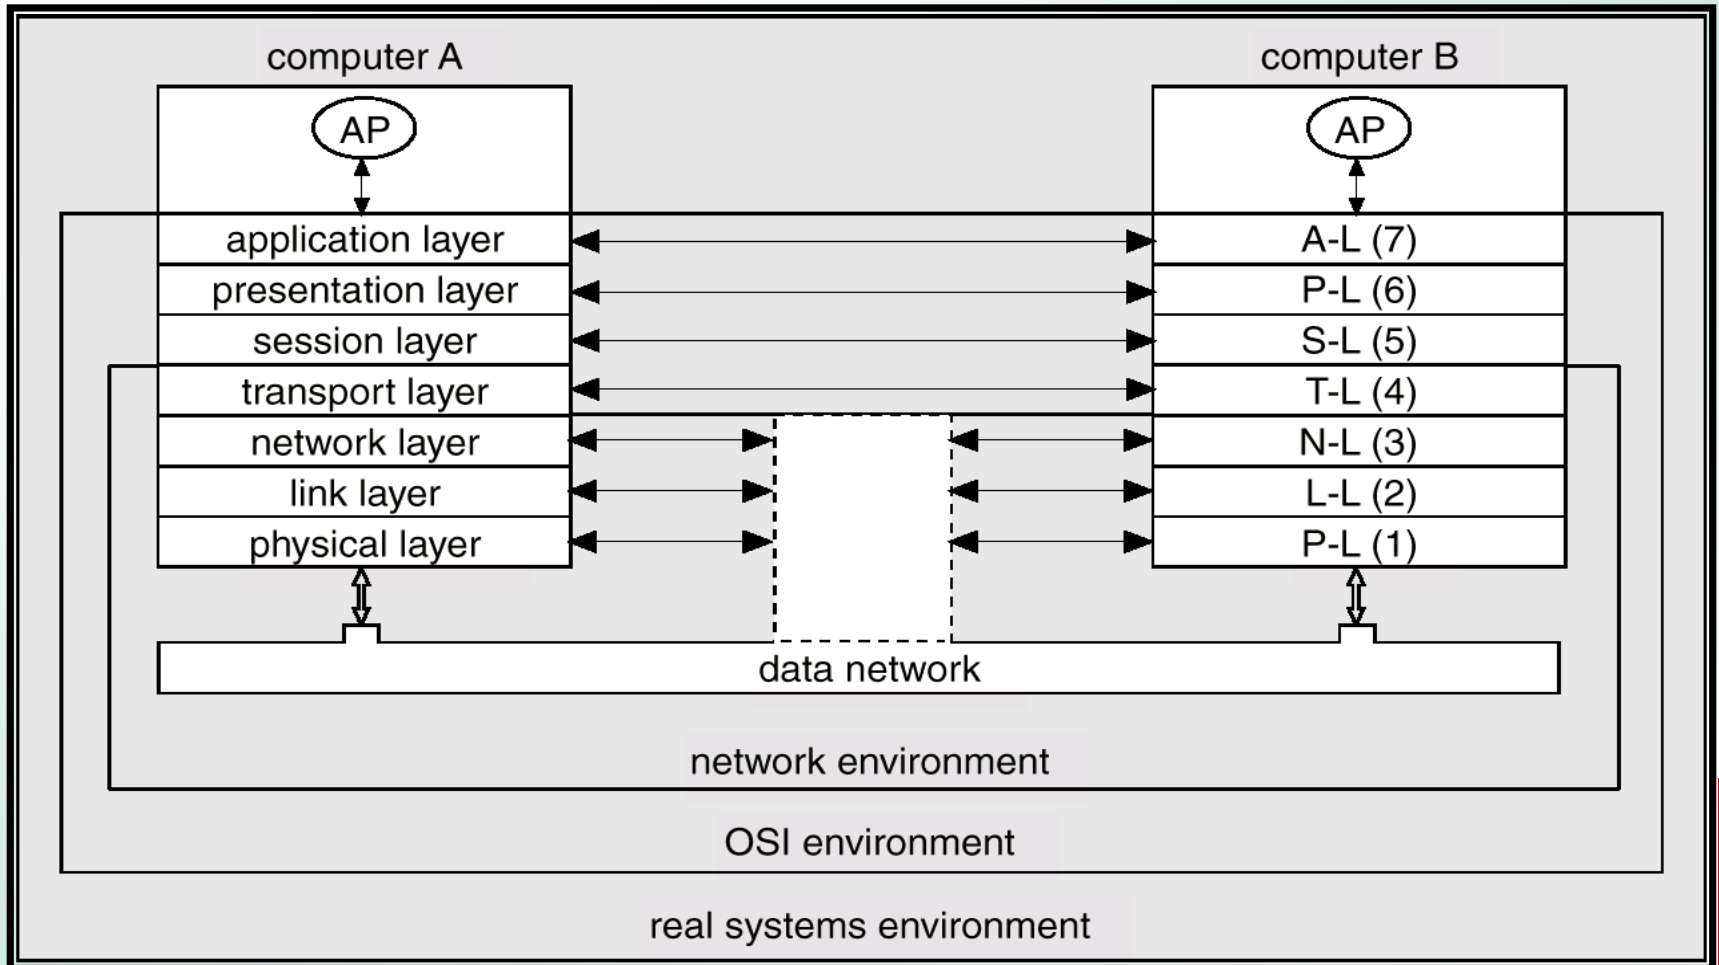 computer A
computer B
AP
AP
application layer
A-L (7)
presentation layer
P-L (6)
session layer
S-L (5)
transport layer
T-L (4)
network layer
N-L (3)
link layer
L-L (2)
physical layer
P-L (1)
data network
network environment
OSI environment
real systems environment